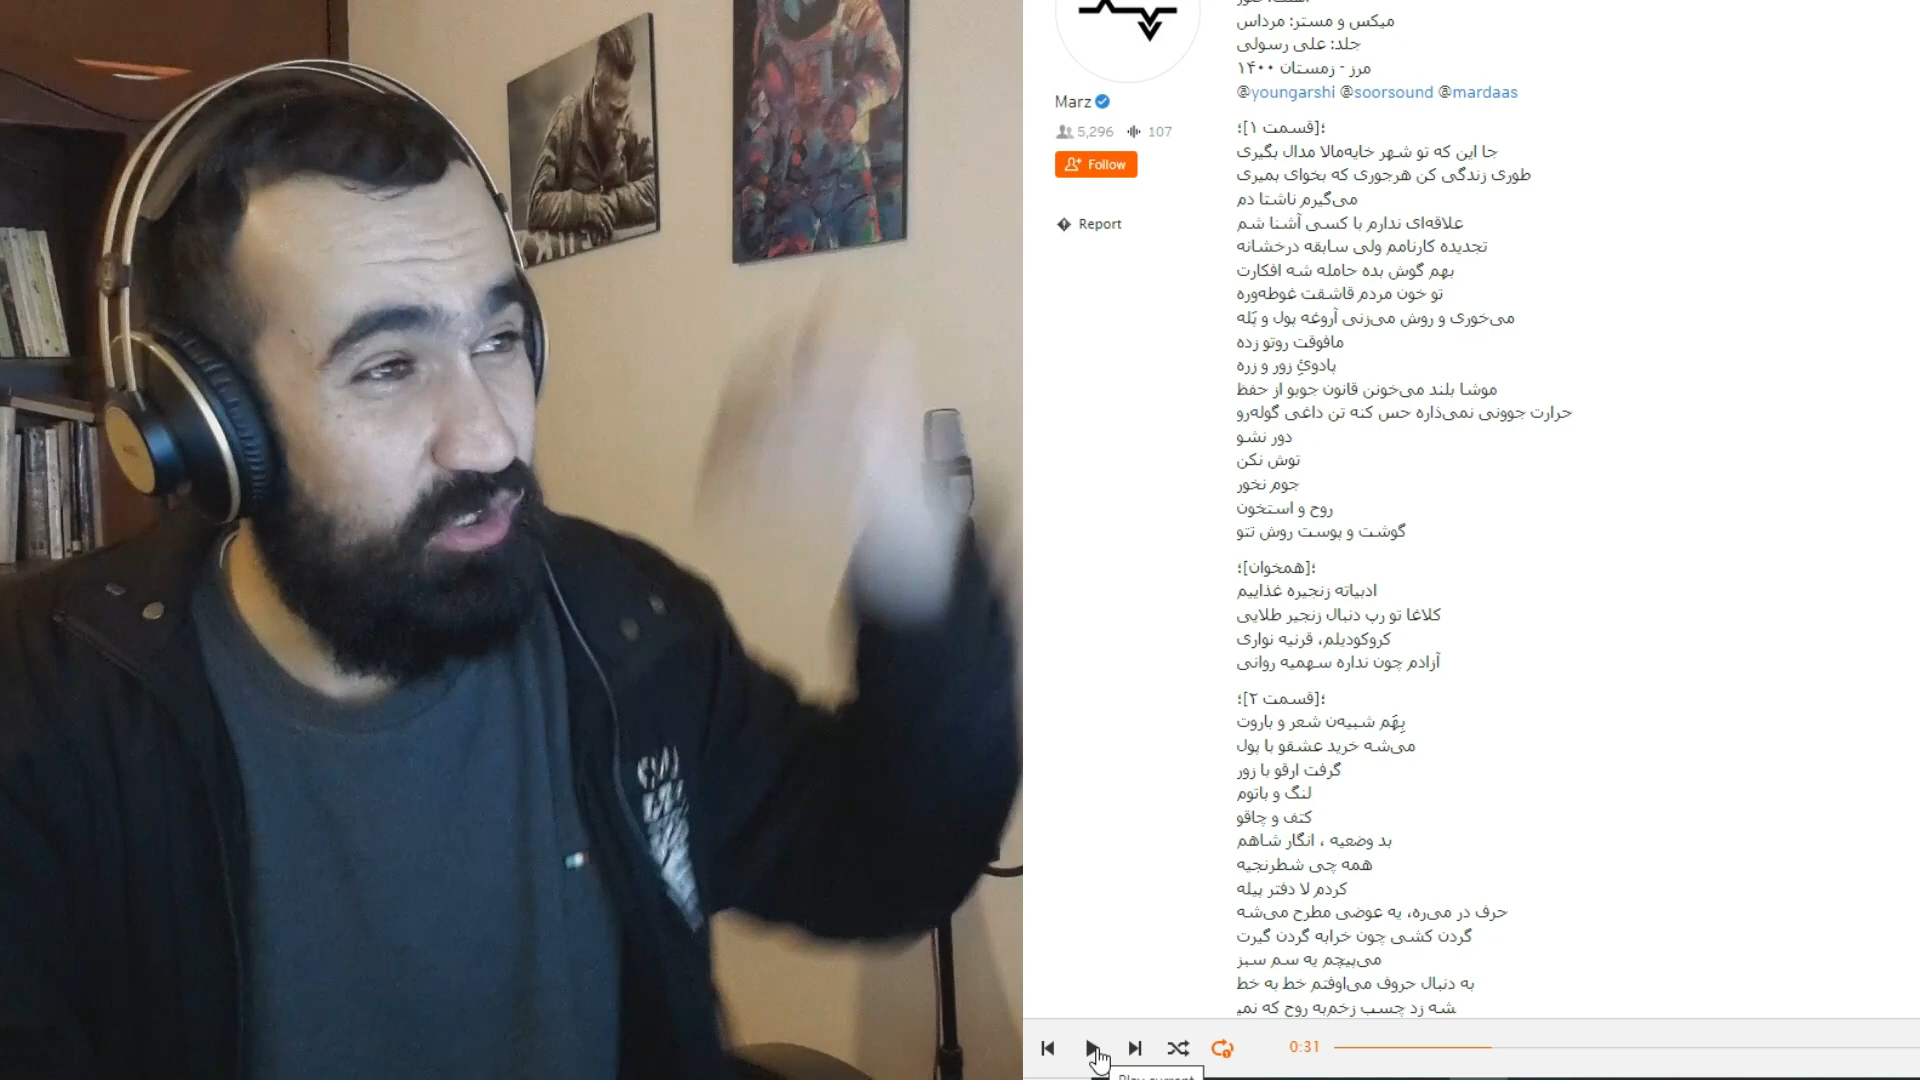 میکس و مستر: مرداس
جلد: علی رسولی
مرز - زمستان ۱۴۰۰
@youngarshi @soorsound @mardaas
Marz
5,296 107
Follow
Report
؛[قسمت ۱]؛
جا این که تو شهر خایه‌مالا مدال بگیری
طوری زندگی کن هرجوری که بخوای بمیری
می‌گیرم ناشتا دم
علاقه‌ای ندارم با کسی آشنا شم
تجدیده کارنامم ولی سابقه درخشانه
بهم گوش بده حامله شه افکارت
تو خون مردم قاشقت غوطه‌وره
می‌خوری و روش می‌زنی آروغه پول و پَله
مافوقت روتو زده
پادوئِ زور و زره
موشا بلند می‌خونن قانون جوبو از حفظ
حرارت جوونی نمی‌ذاره حس کنه تن داغی گوله‌رو
دور نشو
توش نکن
جوم نخور
روح و استخون
گوشت و پوست روش تتو
؛[همخوان]؛
ادبیاته زنجیره غذاییم
کلاغا تو رپ دنبال زنجیر طلایی
کروکودیلم، قرنیه نواری
آزادم چون نداره سهمیه روانی
؛[قسمت ۲]؛
بِهَم شبیه‌ن شعر و باروت
می‌شه خرید عشقو با پول
گرفت ارقو با زور
لنگ و باتوم
کتف و چاقو
بد وضعیه ، انگار شاهم
همه چی شطرنجیه
کردم لا دفتر پیله
حرف در می‌ره، یه عوضی مطرح می‌شه
گردن کشی چون خرابه گردن گیرت
می‌پیچم یه سم سبز
به دنبال حروف می‌اوفتم خط به خط
شه زد چسب زخم‌به روح که نمی
0:31